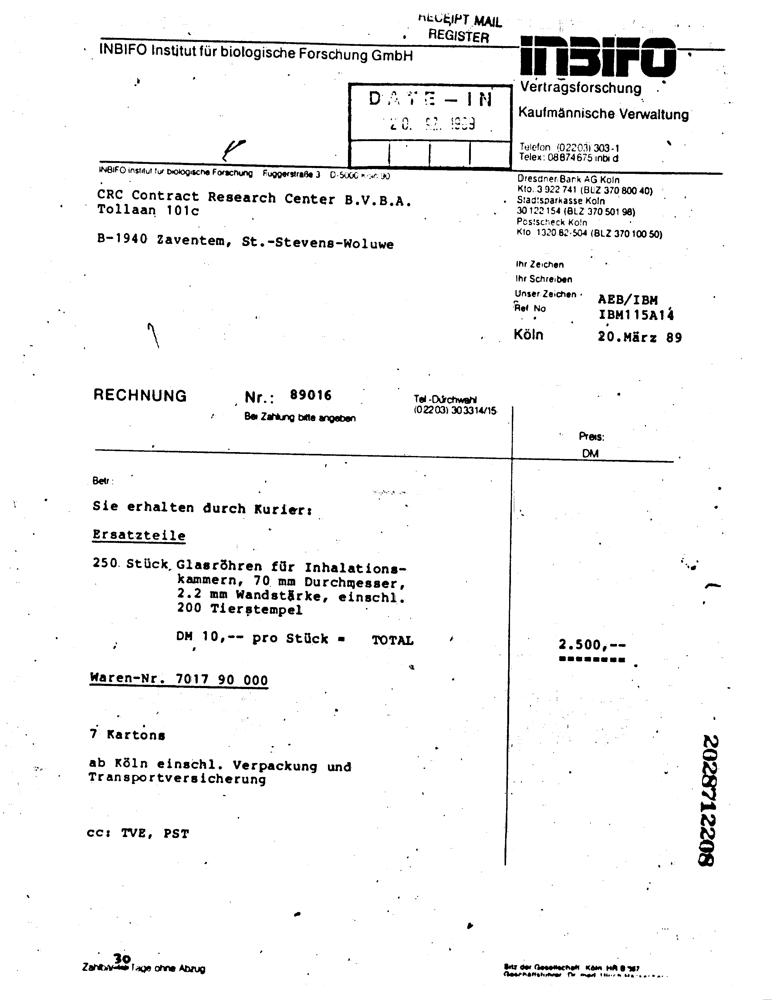 RECEIPT MAIL
REGISTER
INBIFO Institut für biologische Forschung GmbH
INBIFO
Vertragsforschung
Kaufmännische Verwaltung
DATE-IN
Telefon (02203) 303-1
Telex: 08874675 inbi d
INBIFO Institut für biologische Forschung Fuggerstraße 3 D-5000 Köln 90
CRC Contract Research Center B.V.B.A.
Tollaan 101c
B-1940 Zaventem, St.-Stevens-Woluwe
Dresdner Bank AG Köln
Kto. 3 922 741 (BLZ 370 800 40)
Stadtsparkasse Köln
30 122 154 (BLZ 370 501 98)
Postscheck Köln
Kto 1320 82-504 (BLZ 370 100 50)
Ihr Zeichen
Ihr Schreiben
Unser Zeichen AEB/IBM
Ref No IBM115A14
Köln 20.März 89
RECHNUNG Nr.: 89016
Bei Zahlung bitte angeben
Tel-Durchwahl
(02203) 303314/15
Preis:
DM
Betr:
Sie erhalten durch Kurier:
Ersatzteile
250 Stück Glasröhren für Inhalations-
kammern, 70 mm Durchmesser,
2.2 mm Wandstärke, einschl.
200 Tierstempel
DM 10,-- pro Stück = TOTAL 2.500,--
========
Waren-Nr. 7017 90 000
7 Kartons
ab Köln einschl. Verpackung und
Transportversicherung
cc: TVE, PST
2028712208
30
Tage ohne Abzug
Sitz der Gesellschaft Köln HR B 367
Geschäftsführer Dr med